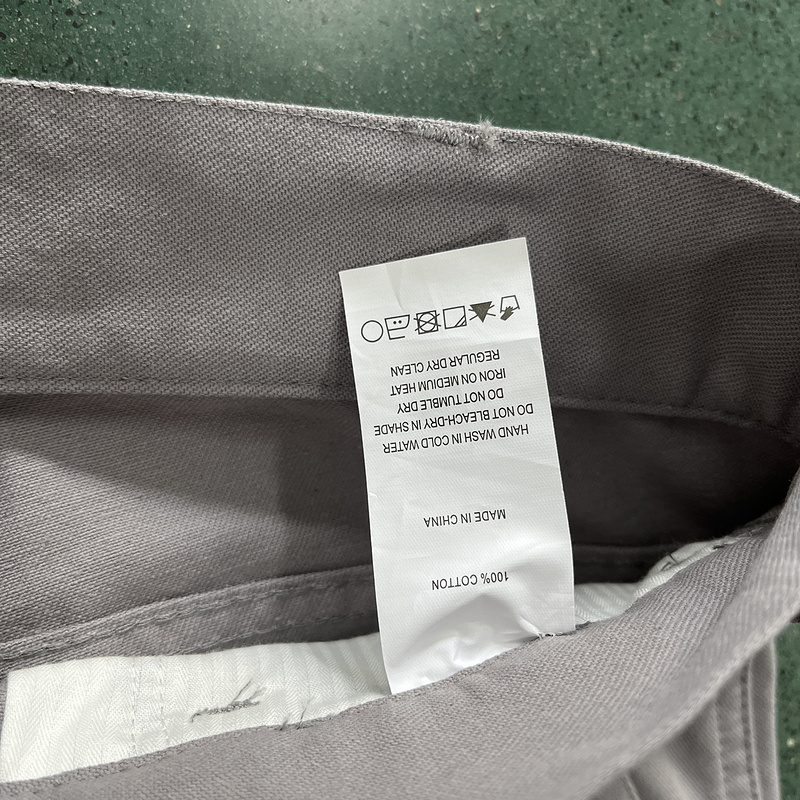 100% COTTON
MADE IN CHINA
HAND WASH IN COLD WATER
DO NOT BLEACH-DRY IN SHADE
DO NOT TUMBLE DRY
IRON ON MEDIUM HEAT
REGULAR DRY CLEAN